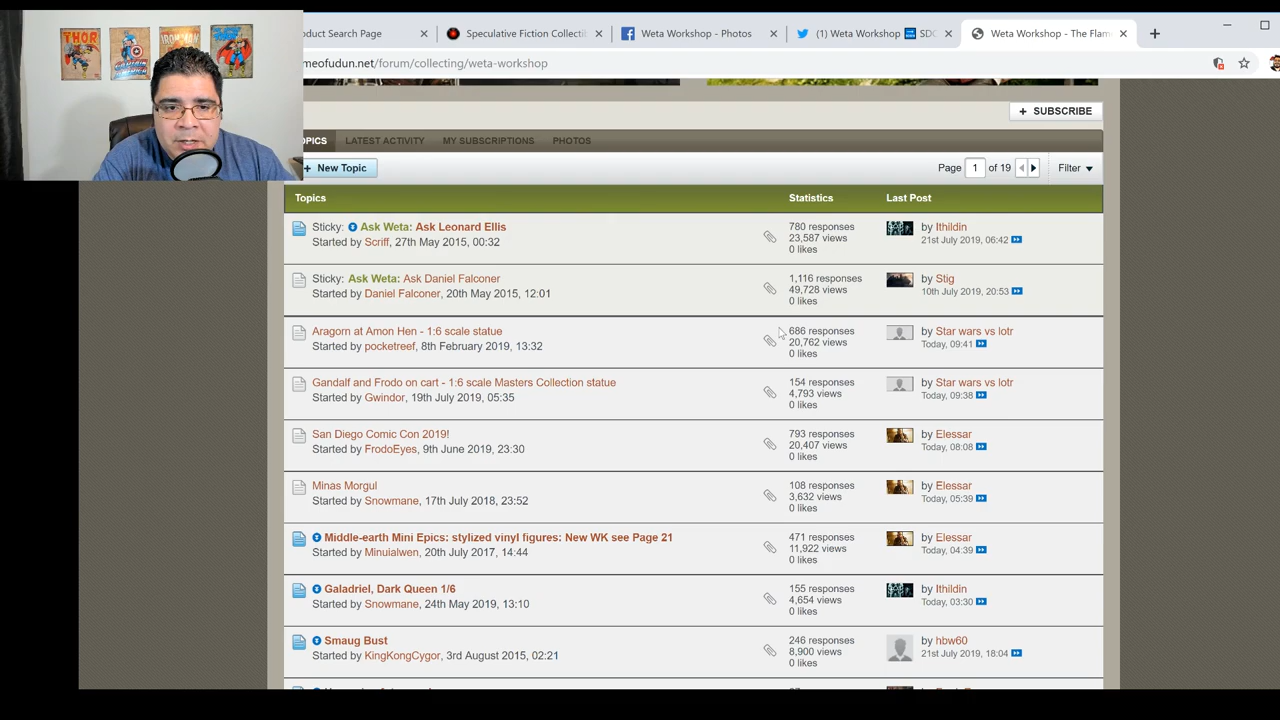 THOR
CAPTAIN AMERICA
IRON MAN
oduct Search Page
Speculative Fiction Collecti
Weta Workshop - Photos
(1) Weta Workshop
SDC
Weta Workshop - The Flam
meofudun.net/forum/collecting/weta-workshop
+ SUBSCRIBE
OPICS
LATEST ACTIVITY
MY SUBSCRIPTIONS
PHOTOS
+ New Topic
Page 1 of 19
Filter
Topics
Statistics
Last Post
Sticky: Ask Weta: Ask Leonard Ellis
Started by Scriff, 27th May 2015, 00:32
780 responses
23,587 views
0 likes
by Ithildin
21st July 2019, 06:42
Sticky: Ask Weta: Ask Daniel Falconer
Started by Daniel Falconer, 20th May 2015, 12:01
1,116 responses
49,728 views
0 likes
by Stig
10th July 2019, 20:53
Aragorn at Amon Hen - 1:6 scale statue
Started by pocketreef, 8th February 2019, 13:32
686 responses
20,762 views
0 likes
by Star wars vs lotr
Today, 09:41
Gandalf and Frodo on cart - 1:6 scale Masters Collection statue
Started by Gwindor, 19th July 2019, 05:35
154 responses
4,793 views
0 likes
by Star wars vs lotr
Today, 09:38
San Diego Comic Con 2019!
Started by FrodoEyes, 9th June 2019, 23:30
793 responses
20,407 views
0 likes
by Elessar
Today, 08:08
Minas Morgul
Started by Snowmane, 17th July 2018, 23:52
108 responses
3,632 views
0 likes
by Elessar
Today, 05:39
Middle-earth Mini Epics: stylized vinyl figures: New WK see Page 21
Started by Minuialwen, 20th July 2017, 14:44
471 responses
11,922 views
0 likes
by Elessar
Today, 04:39
Galadriel, Dark Queen 1/6
Started by Snowmane, 24th May 2019, 13:10
155 responses
4,654 views
0 likes
by Ithildin
Today, 03:30
Smaug Bust
Started by KingKongCygor, 3rd August 2015, 02:21
246 responses
8,900 views
0 likes
by hbw60
21st July 2019, 18:04